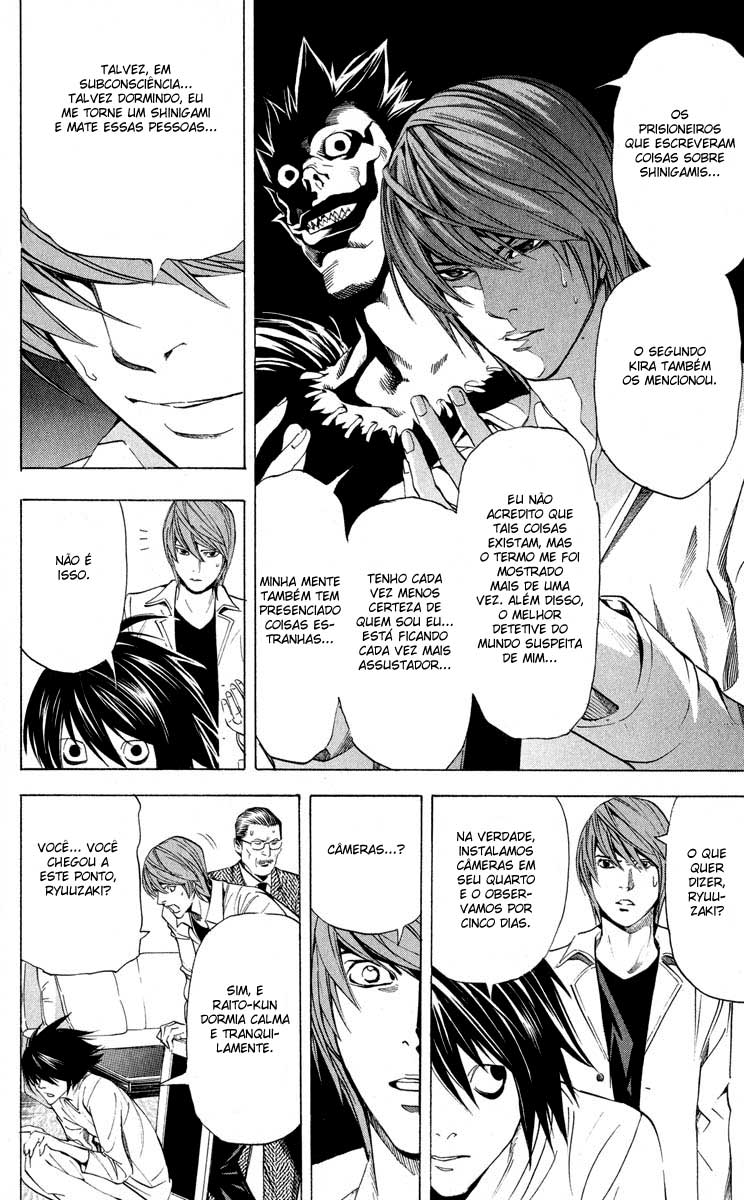 OS
PRISIONEIROS
QUE ESCREVERAM
COISAS SOBRE
SHINIGAMIS...
O SEGUNDO
KIRA TAMBÉM
OS MENCIONOU.
EU NÃO
ACREDITO QUE
TAIS COISAS
EXISTAM, MAS
O TERMO ME FOI
MOSTRADO
MAIS DE UMA
VEZ. ALÉM DISSO,
O MELHOR
DETETIVE DO
MUNDO SUSPEITA
DE MIM...
TENHO CADA
VEZ MENOS
CERTEZA DE
QUEM SOU EU...
ESTÁ FICANDO
CADA VEZ MAIS
ASSUSTADOR...
MINHA MENTE
TAMBÉM TEM
PRESENCIADO
COISAS ES-
TRANHAS...
TALVEZ, EM
SUBCONSCIÊNCIA...
TALVEZ DORMINDO, EU
ME TORNE UM SHINIGAMI
E MATE ESSAS PESSOAS...
NÃO É
ISSO.
O QUE
QUER
DIZER,
RYUU-
ZAKI?
NA VERDADE,
INSTALAMOS
CÂMERAS EM
SEU QUARTO
E O OBSER-
VAMOS POR
CINCO DIAS.
CÂMERAS...?
VOCÊ... VOCÊ
CHEGOU A
ESTE PONTO,
RYUUZAKI?
SIM, E
RAITO-KUN
DORMIA CALMA
E TRANQUI-
LAMENTE.